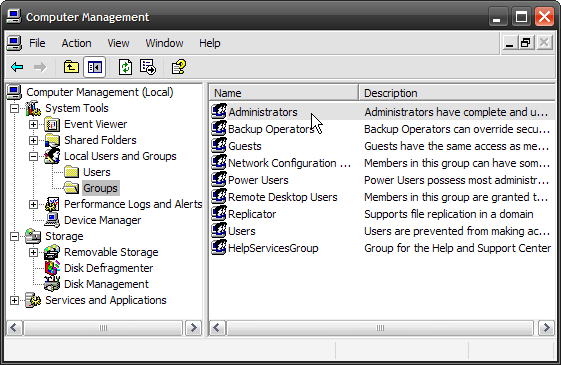 Computer Management
File Action View Window Help
Computer Management (Local)
System Tools
Event Viewer
Shared Folders
Local Users and Groups
Users
Groups
Performance Logs and Alerts
Device Manager
Storage
Removable Storage
Disk Defragmenter
Disk Management
Services and Applications
Name Description
Administrators Administrators have complete and u...
Backup Operators Backup Operators can override secu...
Guests Guests have the same access as me...
Network Configuration ... Members in this group can have som...
Power Users Power Users possess most administr...
Remote Desktop Users Members in this group are granted t...
Replicator Supports file replication in a domain
Users Users are prevented from making ac...
HelpServicesGroup Group for the Help and Support Center